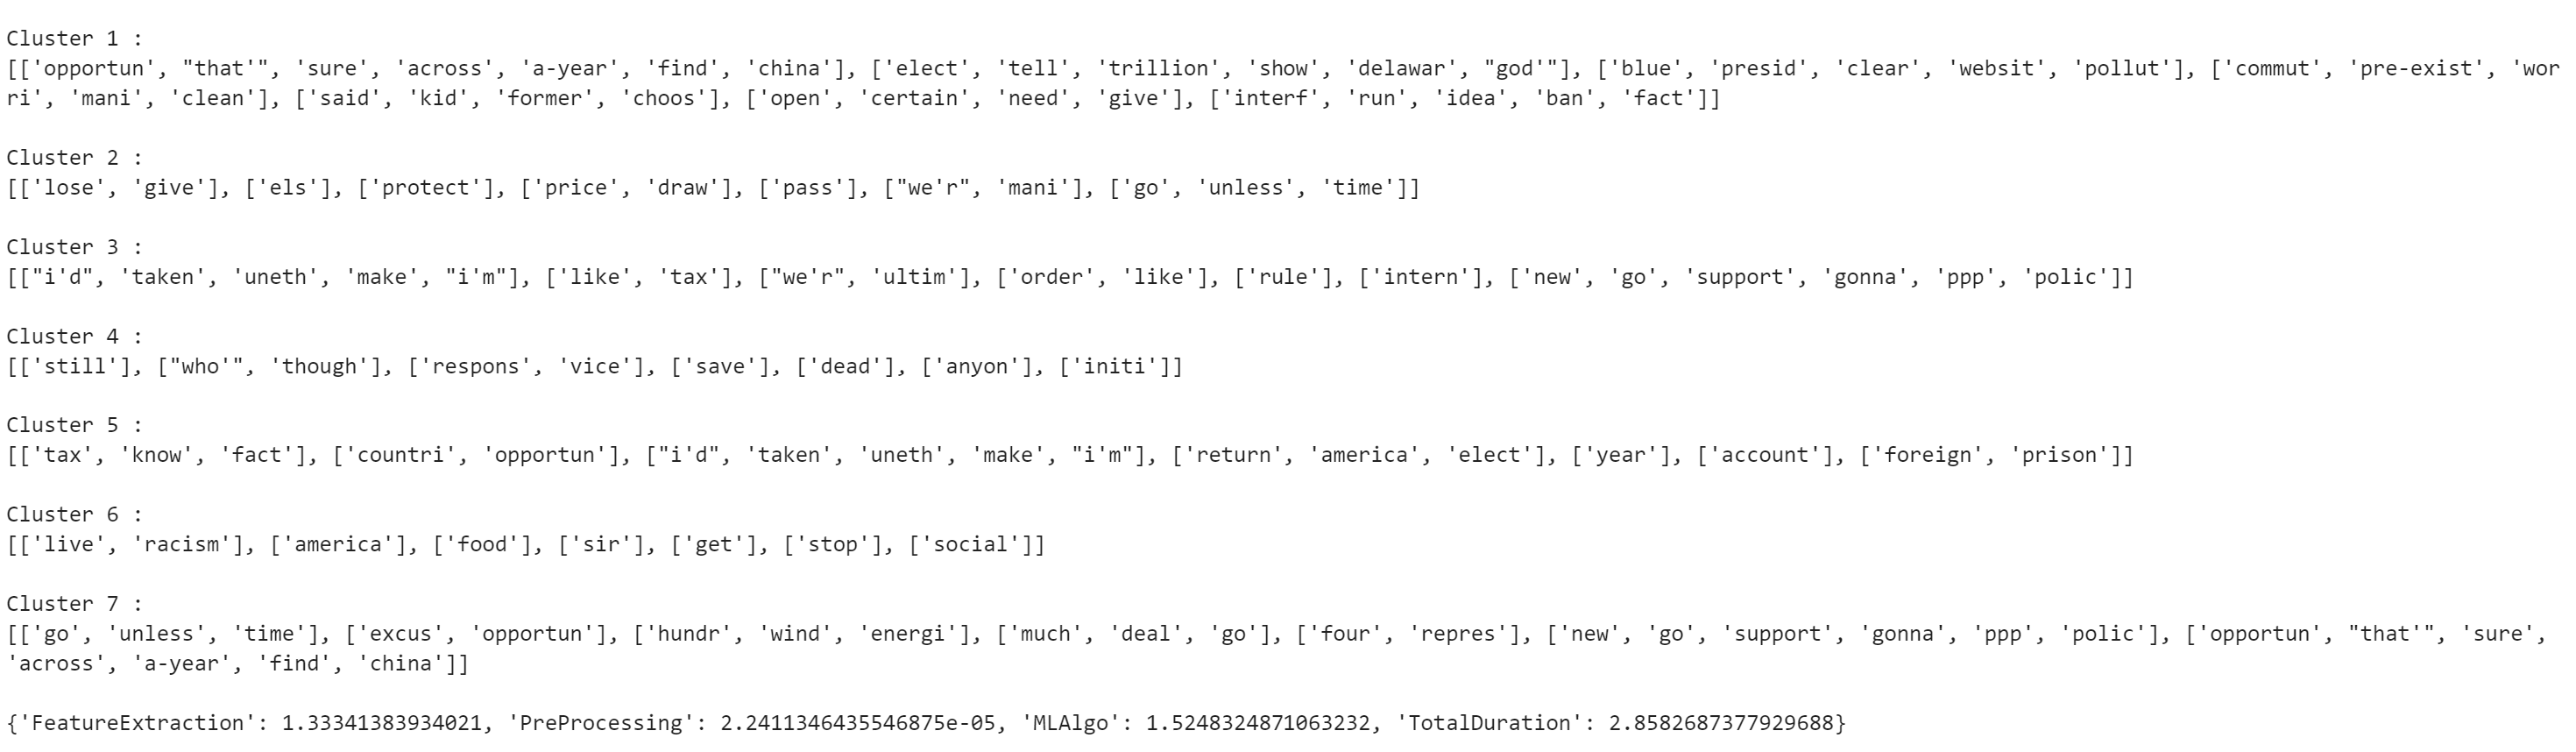 Cluster 1 :
[['opportun', "that'", 'sure', 'across', 'a-year', 'find', 'china'], ['elect', 'tell', 'trillion', 'show', 'delawar', "god'"], ['blue', 'presid', 'clear', 'websit', 'pollut'], ['commut', 'pre-exist', 'wor
ri', 'mani', 'clean'], ['said', 'kid', 'former', 'choos'], ['open', 'certain', 'need', 'give'], ['interf', 'run', 'idea', 'ban', 'fact']]
Cluster 2 :
[['lose', 'give'], ['els'], ['protect'], ['price', 'draw'], ['pass'], ["we'r", 'mani'], ['go', 'unless', 'time']]
Cluster 3 :
[["i'd", 'taken', 'uneth', 'make', "i'm"], ['like', 'tax'], ["we'r", 'ultim'], ['order', 'like'], ['rule'], ['intern'], ['new', 'go', 'support', 'gonna', 'ppp', 'polic']]
Cluster 4 :
[['still'], ["who'", 'though'], ['respons', 'vice'], ['save'], ['dead'], ['anyon'], ['initi']]
Cluster 5 :
[['tax', 'know', 'fact'], ['countri', 'opportun'], ["i'd", 'taken', 'uneth', 'make', "i'm"], ['return', 'america', 'elect'], ['year'], ['account'], ['foreign', 'prison']]
Cluster 6 :
[['live', 'racism'], ['america'], ['food'], ['sir'], ['get'], ['stop'], ['social']]
Cluster 7 :
[['go', 'unless', 'time'], ['excus', 'opportun'], ['hundr', 'wind', 'energi'], ['much', 'deal', 'go'], ['four', 'repres'], ['new', 'go', 'support', 'gonna', 'ppp', 'polic'], ['opportun', "that'", 'sure',
'across', 'a-year', 'find', 'china']]
{'FeatureExtraction': 1.33341383934021, 'PreProcessing': 2.2411346435546875e-05, 'MLAlgo': 1.5248324871063232, 'TotalDuration': 2.8582687377929688}